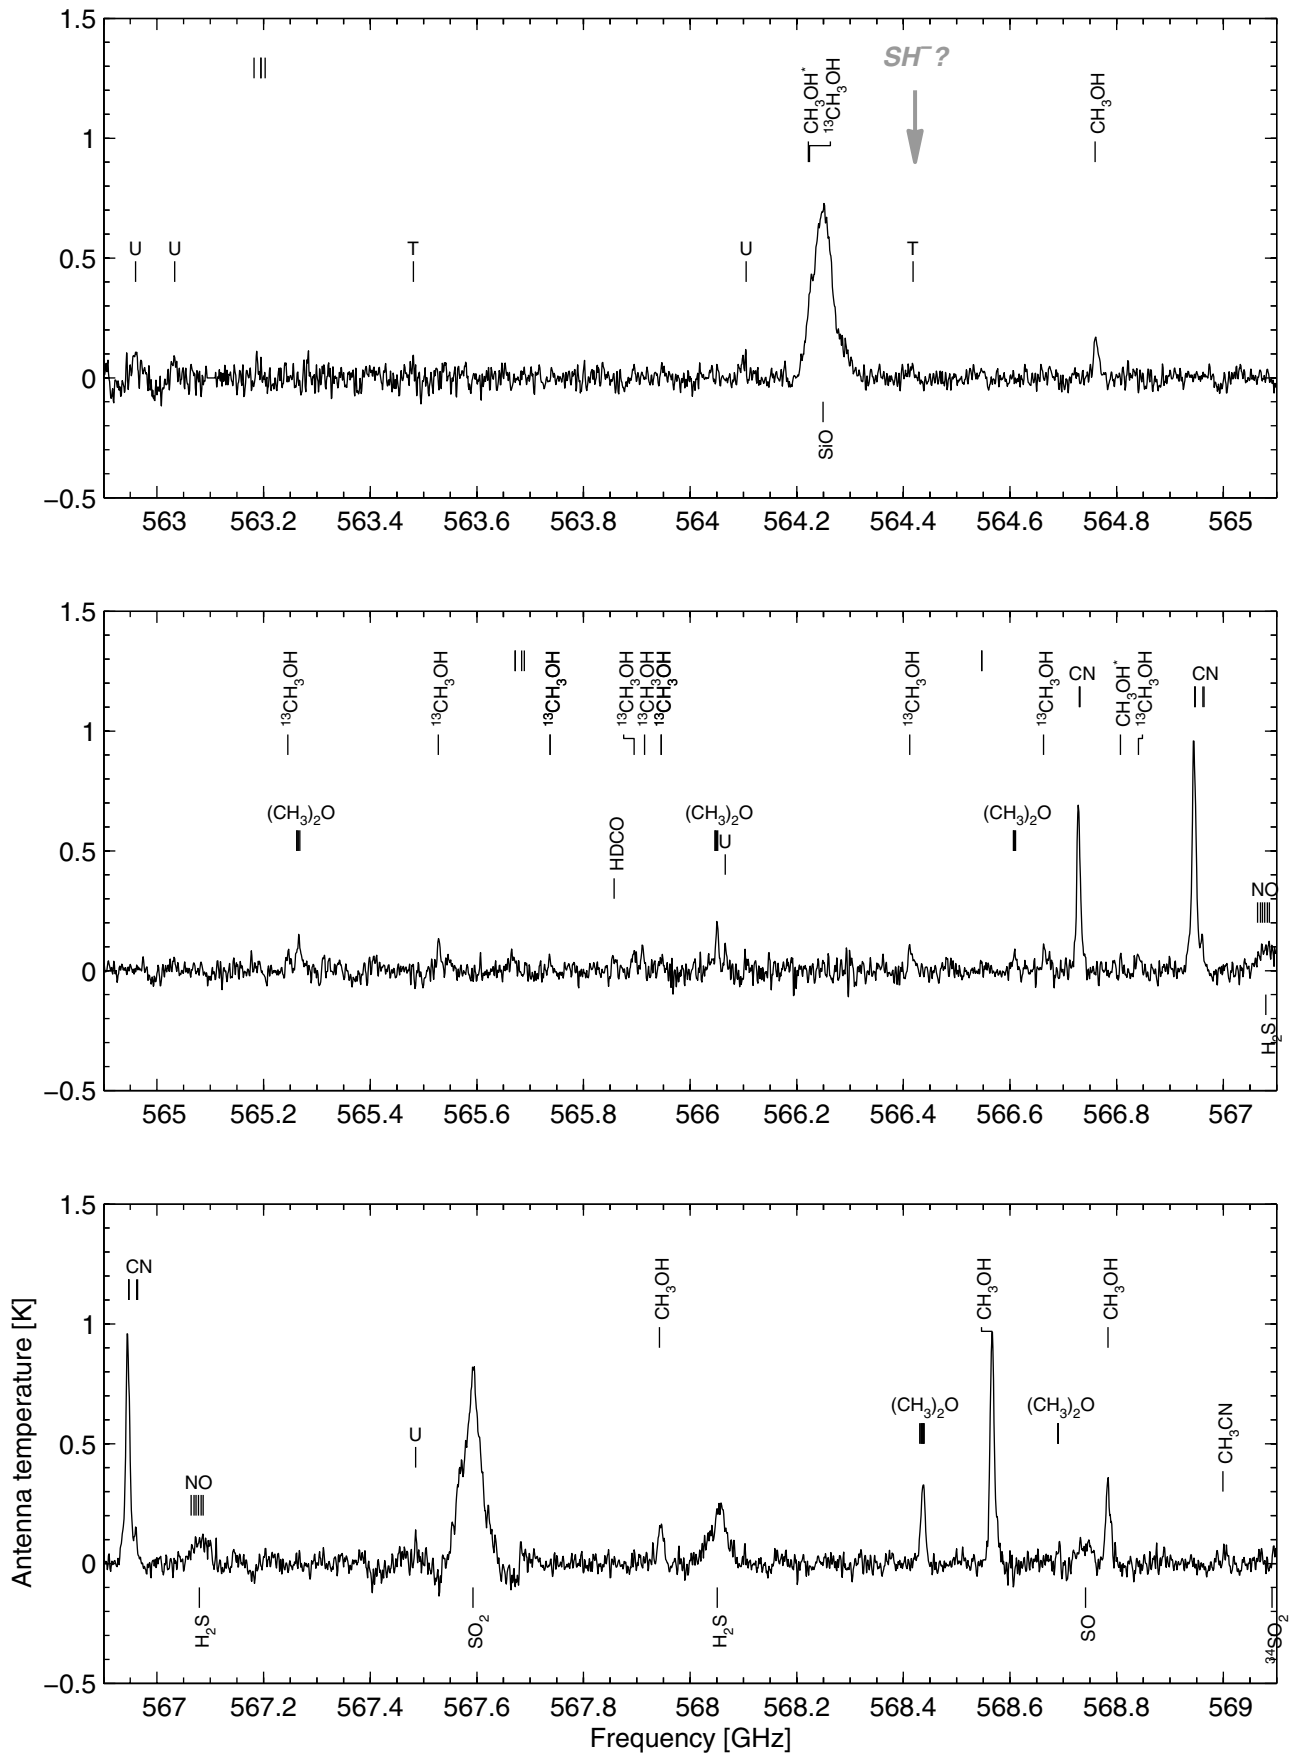 1.5
SH⁻?
CH₃OH*
¹³CH₃OH
CH₃OH
1
U U T U T
0.5
0
SiO
−0.5
563 563.2 563.4 563.6 563.8 564 564.2 564.4 564.6 564.8 565
1.5
¹³CH₃OH ¹³CH₃OH ¹³CH₃OH ¹³CH₃OH ¹³CH₃OH ¹³CH₃OH ¹³CH₃OH ¹³CH₃OH CN CH₃OH* ¹³CH₃OH CN
1
(CH₃)₂O HDCO (CH₃)₂O U (CH₃)₂O
0.5
NO
0
H₂S
−0.5
565 565.2 565.4 565.6 565.8 566 566.2 566.4 566.6 566.8 567
1.5
CN CH₃OH CH₃OH CH₃OH
1
U (CH₃)₂O (CH₃)₂O CH₃CN
0.5
NO
0
H₂S SO₂ H₂S SO ³⁴SO₂
−0.5
567 567.2 567.4 567.6 567.8 568 568.2 568.4 568.6 568.8 569
Antenna temperature [K]
Frequency [GHz]